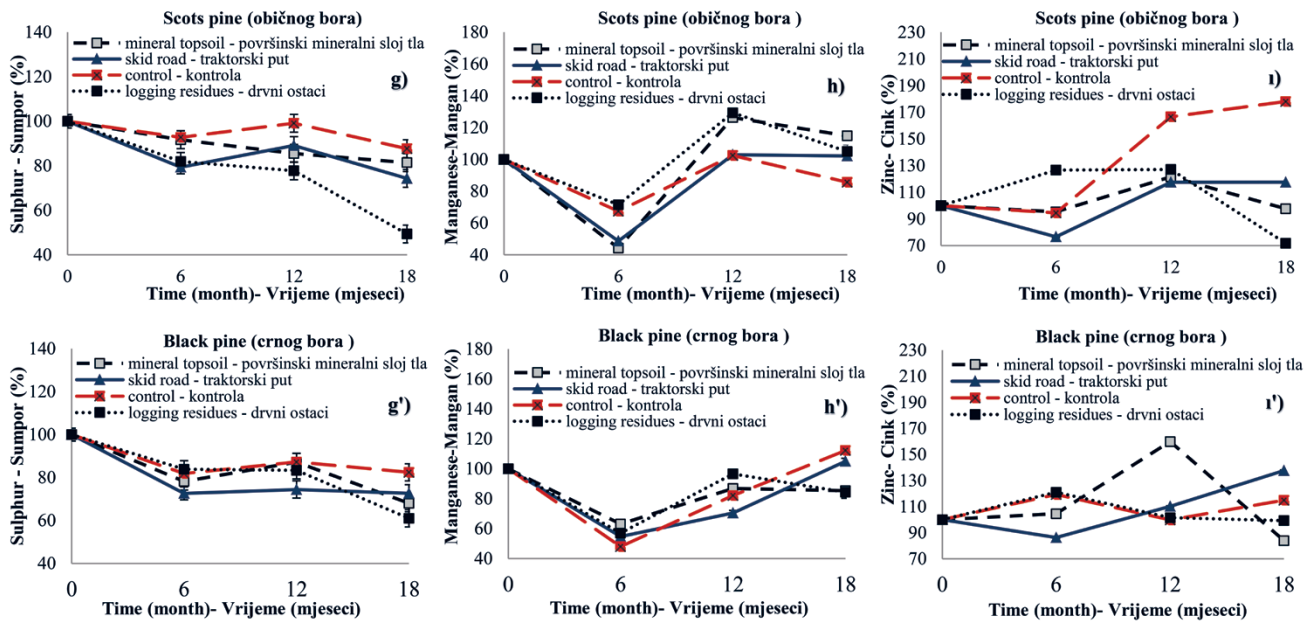 Scots pine (običnog bora)
140
120
100
80
60
40
Sulphur - Sumpor (%)
mineral topsoil - površinski mineralni sloj tla
skid road - traktorski put
control - kontrola
logging residues - drvni ostaci
g)
0 6 12 18
Time (month)- Vrijeme (mjeseci)
Scots pine (običnog bora )
180
160
140
120
100
80
60
40
Manganese-Mangan (%)
mineral topsoil - površinski mineralni sloj tla
skid road - traktorski put
control - kontrola
logging residues - drvni ostaci
h)
0 6 12 18
Time (month)- Vrijeme (mjeseci)
Scots pine (običnog bora )
230
210
190
170
150
130
110
90
70
Zinc- Cink (%)
mineral topsoil - površinski mineralni sloj tla
skid road - traktorski put
control - kontrola
logging residues - drvni ostaci
ı)
0 6 12 18
Time (month)- Vrijeme (mjeseci)
Black pine (crnog bora )
140
120
100
80
60
40
Sulphur - Sumpor (%)
mineral topsoil - površinski mineralni sloj tla
skid road - traktorski put
control - kontrola
logging residues - drvni ostaci
g')
0 6 12 18
Time (month)- Vrijeme (mjeseci)
Black pine (crnog bora )
180
160
140
120
100
80
60
40
Manganese-Mangan (%)
mineral topsoil - površinski mineralni sloj tla
skid road - traktorski put
control - kontrola
logging residues - drvni ostaci
h')
0 6 12 18
Time (month)- Vrijeme (mjeseci)
Black pine (crnog bora )
230
210
190
170
150
130
110
90
70
Zinc- Cink (%)
mineral topsoil - površinski mineralni sloj tla
skid road - traktorski put
control - kontrola
logging residues - drvni ostaci
ı')
0 6 12 18
Time (month)- Vrijeme (mjeseci)